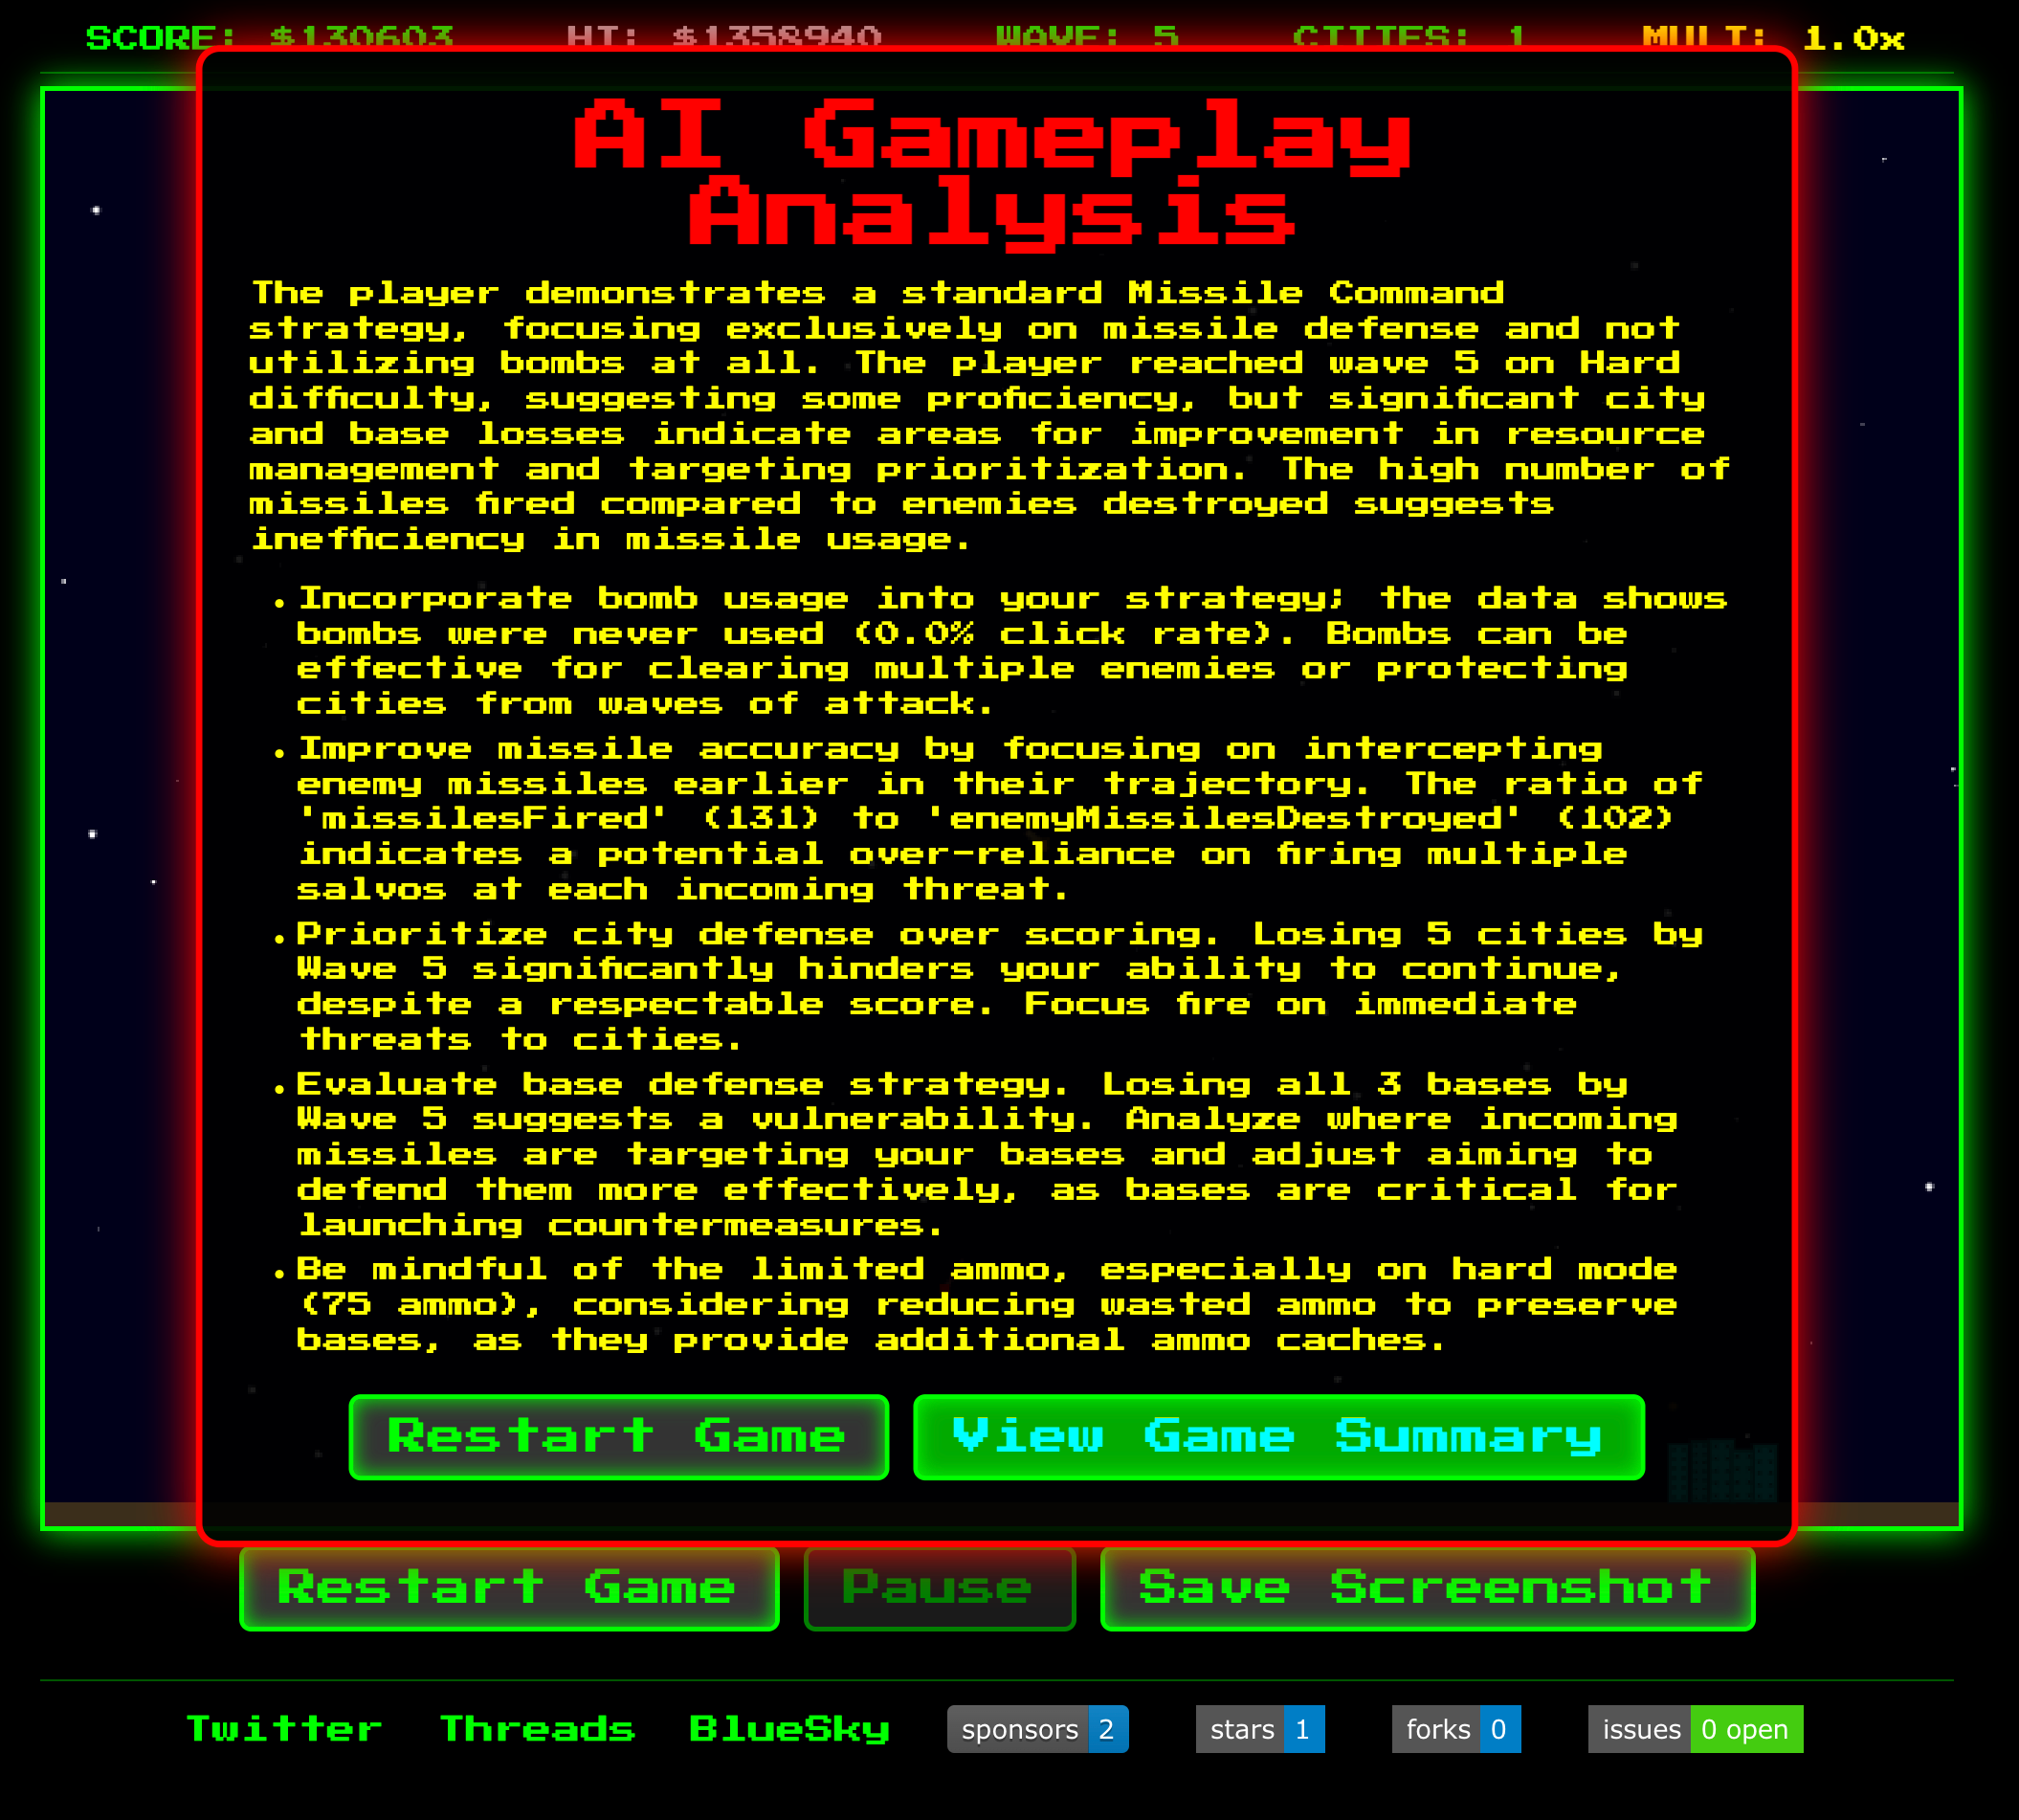 SCORE: $130603 HI: $1358940 WAVE: 5 CITIES: 1 MULT: 1.0x
AI Gameplay
Analysis
The player demonstrates a standard Missile Command
strategy, focusing exclusively on missile defense and not
utilizing bombs at all. The player reached wave 5 on Hard
difficulty, suggesting some proficiency, but significant city
and base losses indicate areas for improvement in resource
management and targeting prioritization. The high number of
missiles fired compared to enemies destroyed suggests
inefficiency in missile usage.
• Incorporate bomb usage into your strategy; the data shows
bombs were never used (0.0% click rate). Bombs can be
effective for clearing multiple enemies or protecting
cities from waves of attack.
• Improve missile accuracy by focusing on intercepting
enemy missiles earlier in their trajectory. The ratio of
'missilesFired' (131) to 'enemyMissilesDestroyed' (102)
indicates a potential over-reliance on firing multiple
salvos at each incoming threat.
• Prioritize city defense over scoring. Losing 5 cities by
Wave 5 significantly hinders your ability to continue,
despite a respectable score. Focus fire on immediate
threats to cities.
• Evaluate base defense strategy. Losing all 3 bases by
Wave 5 suggests a vulnerability. Analyze where incoming
missiles are targeting your bases and adjust aiming to
defend them more effectively, as bases are critical for
launching countermeasures.
• Be mindful of the limited ammo, especially on hard mode
(75 ammo), considering reducing wasted ammo to preserve
bases, as they provide additional ammo caches.
Restart Game View Game Summary
Restart Game Pause Save Screenshot
Twitter Threads BlueSky sponsors 2 stars 1 forks 0 issues 0 open